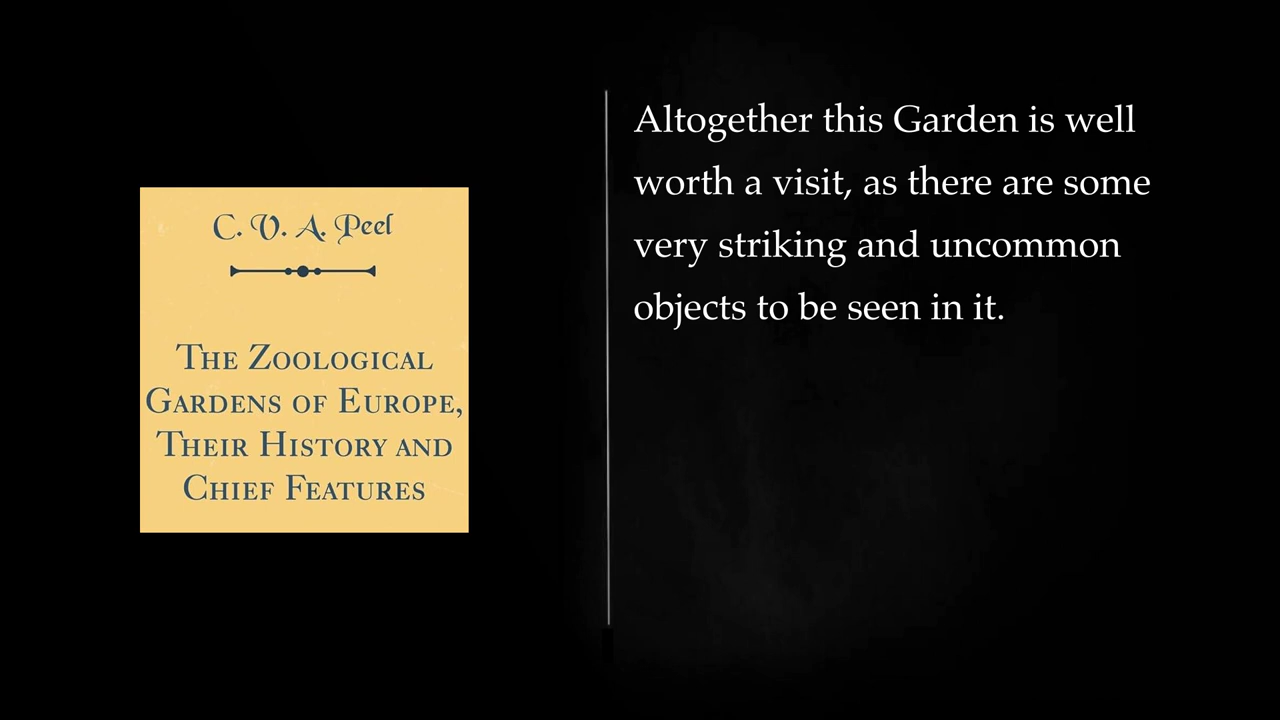 C. V. A. Peel
The Zoological
Gardens of Europe,
Their History and
Chief Features
Altogether this Garden is well
worth a visit, as there are some
very striking and uncommon
objects to be seen in it.